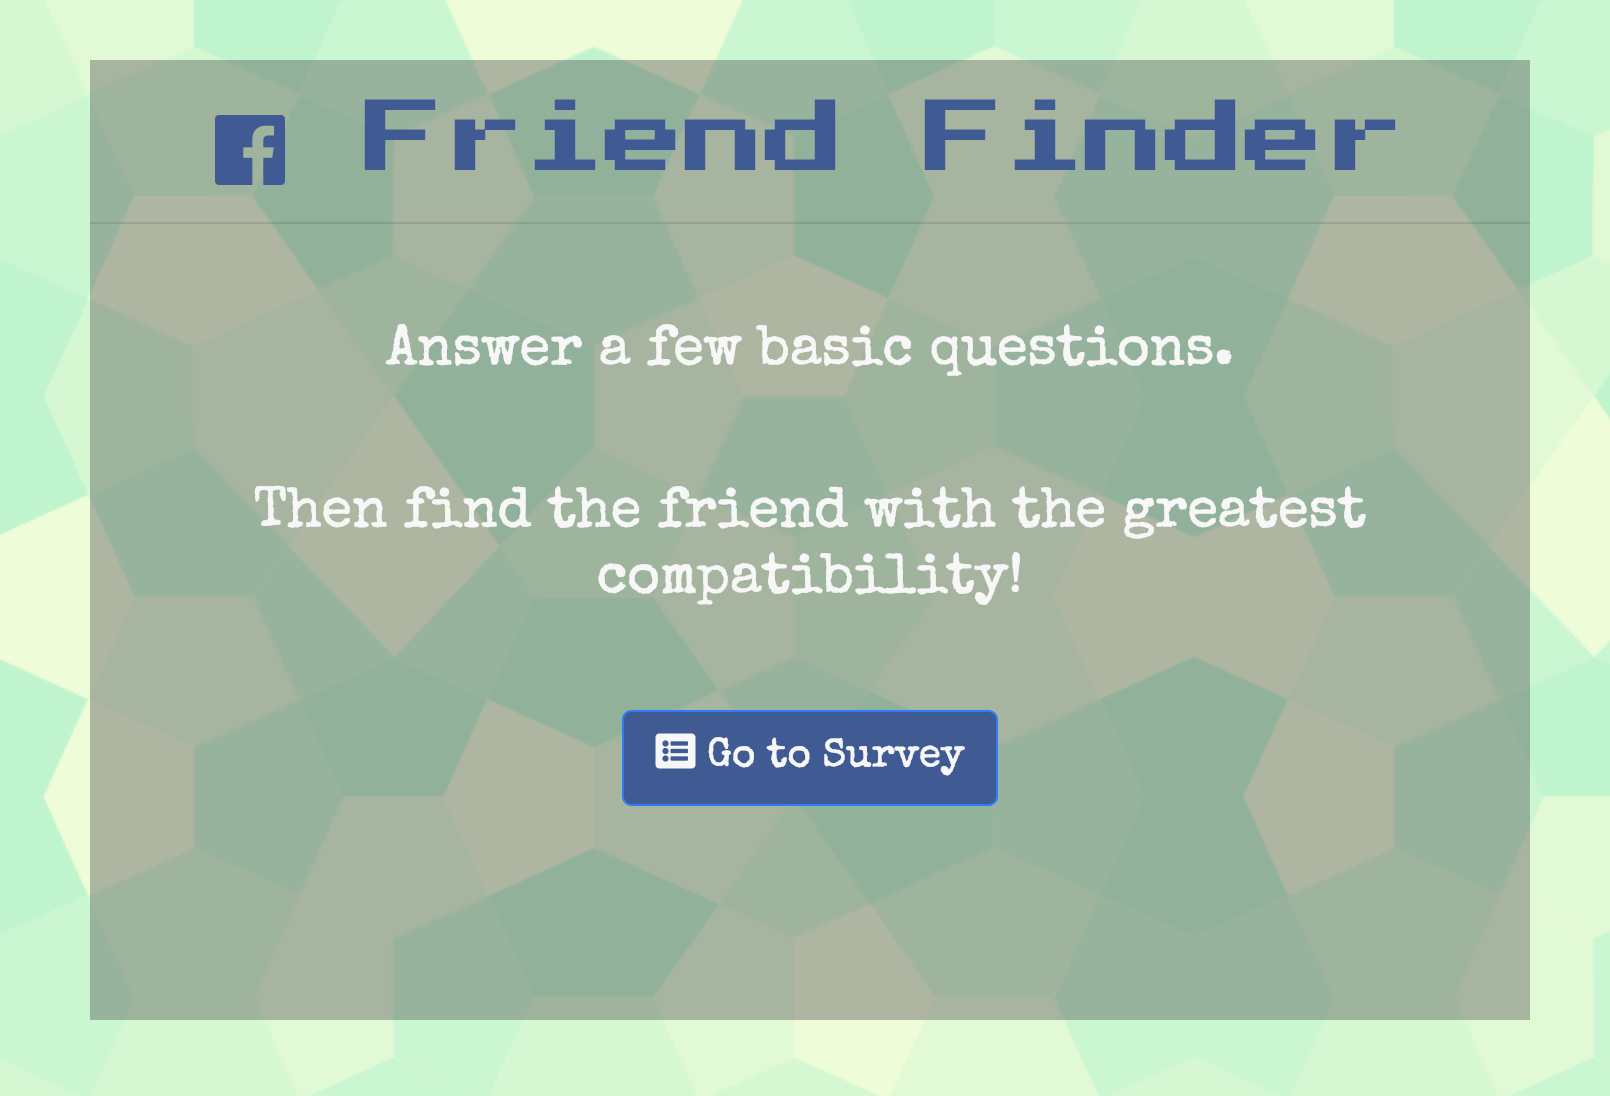 Friend Finder
Answer a few basic questions.
Then find the friend with the greatest
compatibility!
Go to Survey